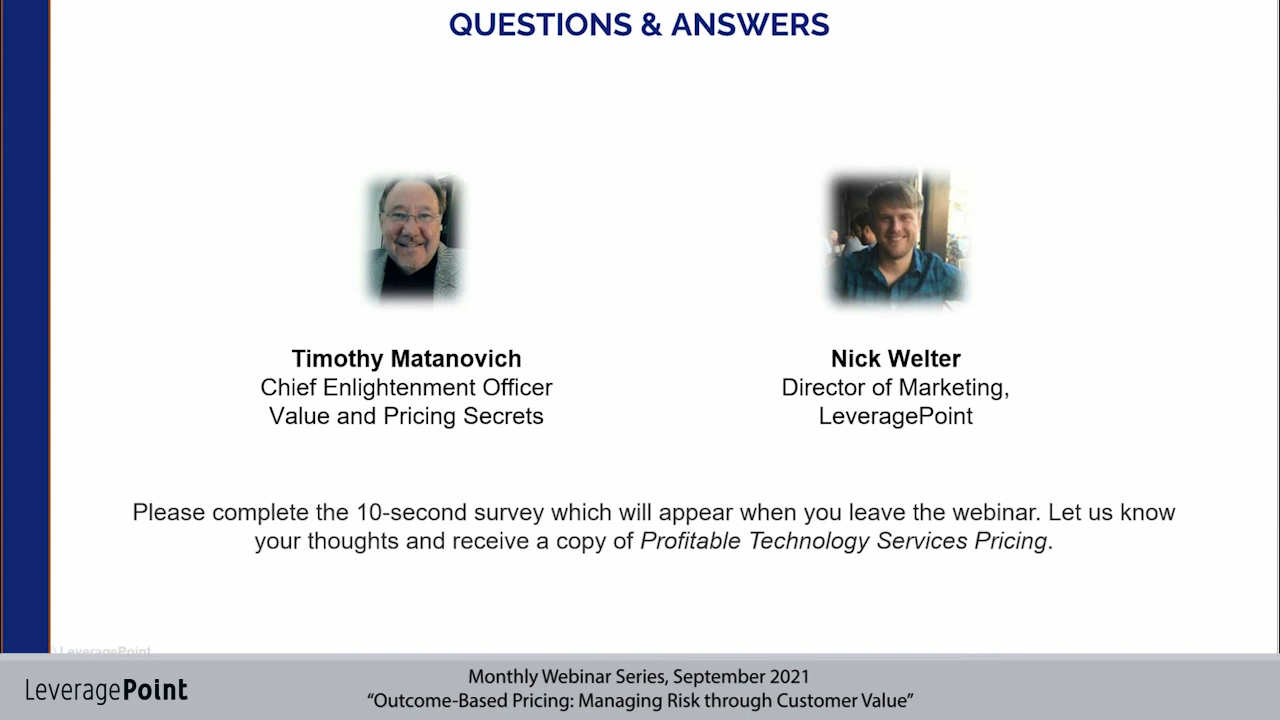 QUESTIONS & ANSWERS
Timothy Matanovich
Chief Enlightenment Officer
Value and Pricing Secrets
Nick Welter
Director of Marketing,
LeveragePoint
Please complete the 10-second survey which will appear when you leave the webinar. Let us know
your thoughts and receive a copy of Profitable Technology Services Pricing.
© LeveragePoint
LeveragePoint
Monthly Webinar Series, September 2021
“Outcome-Based Pricing: Managing Risk through Customer Value”